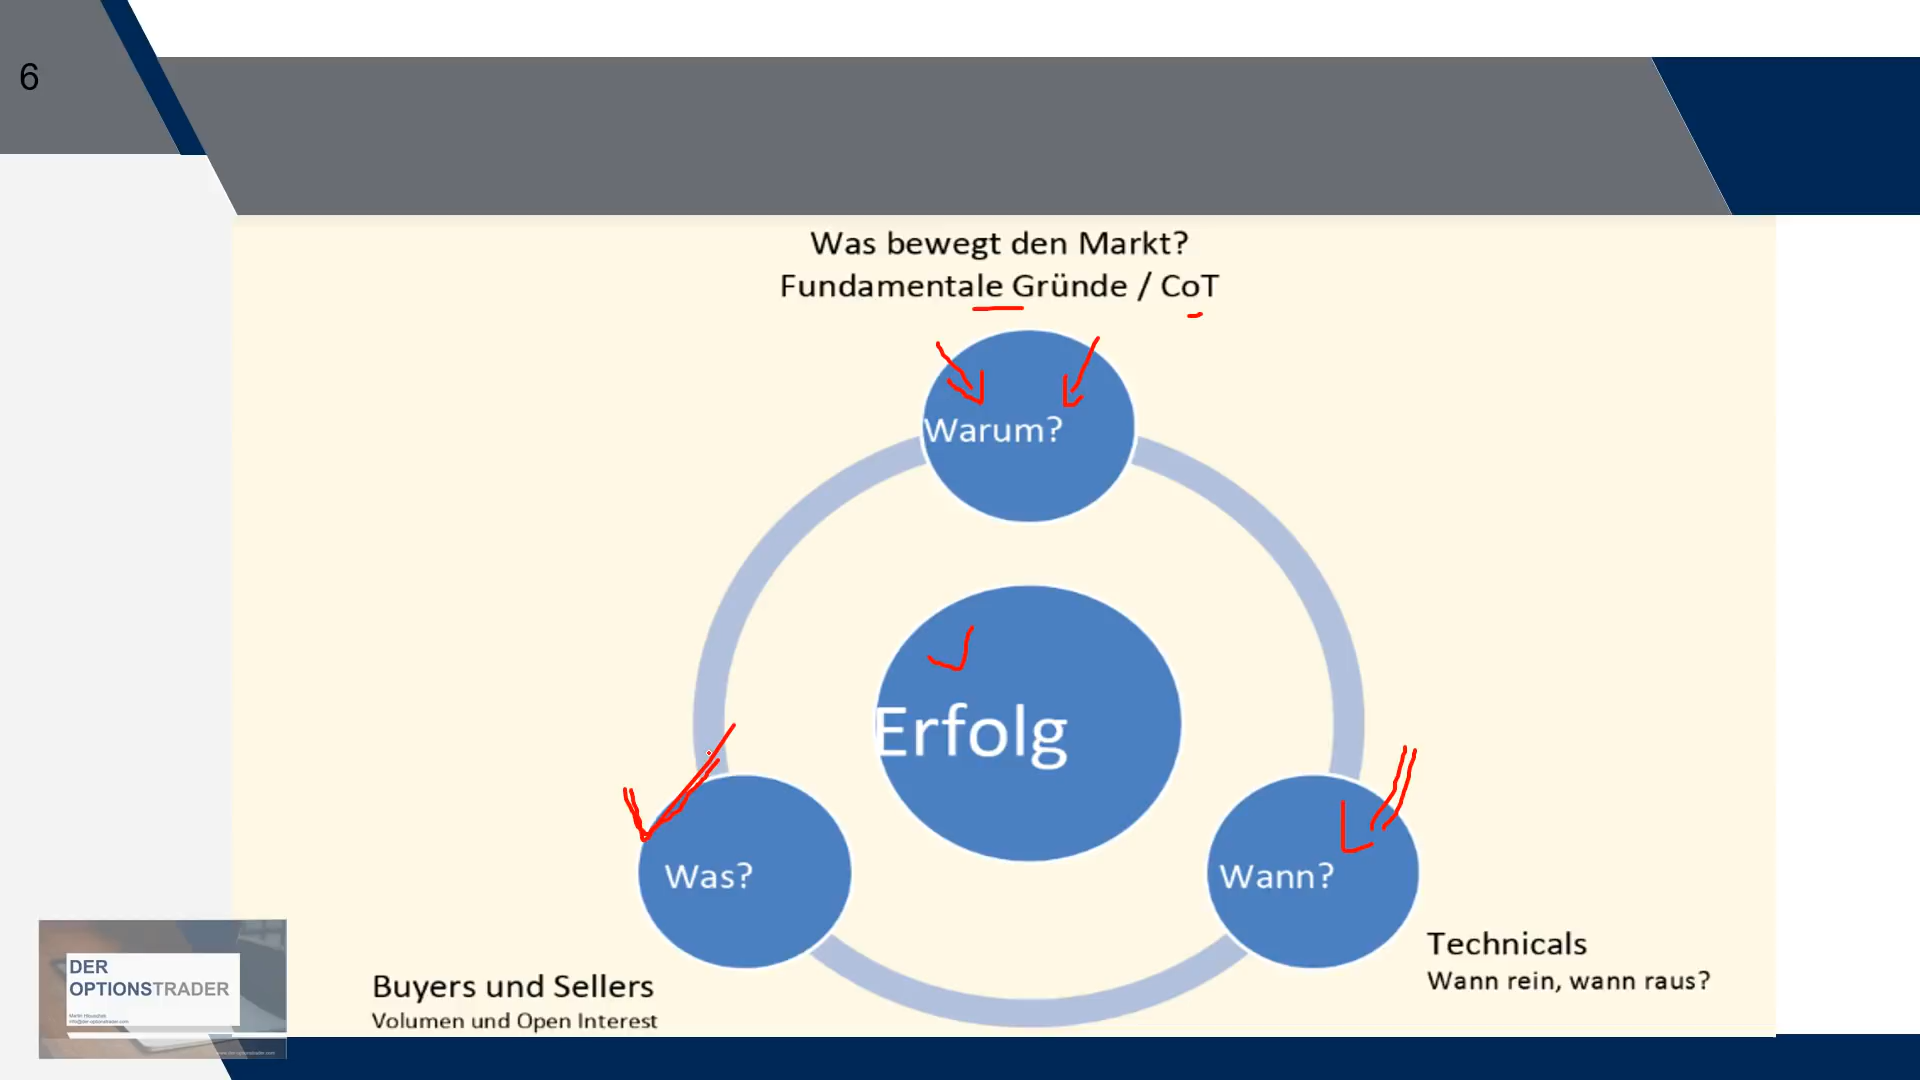 6
Was bewegt den Markt?
Fundamentale Gründe / CoT
Warum?
Erfolg
Was?
Wann?
Technicals
Wann rein, wann raus?
Buyers und Sellers
Volumen und Open Interest
DER
OPTIONSTRADER